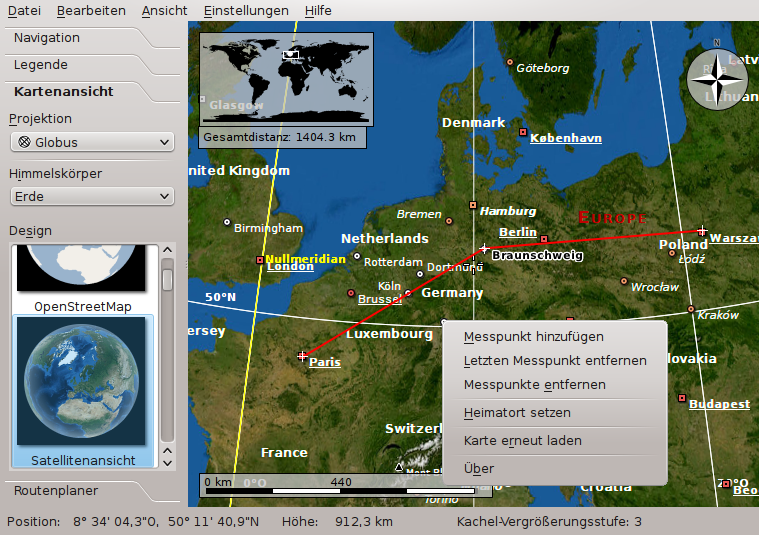 Datei Bearbeiten Ansicht Einstellungen Hilfe
Navigation
Legende
Kartenansicht
Projektion
Globus
Himmelskörper
Erde
Design
OpenStreetMap
Satellitenansicht
Routenplaner
Glasgow
Gesamtdistanz: 1404.3 km
N
Göteborg
Denmark
København
nited Kingdom
Birmingham
Bremen
Hamburg
Berlin
EUROPE
Netherlands
Nullmeridian
London
Rotterdam
Dortmund
Braunschweig
Poland
Warsza
Łódź
Köln
Brussel
Germany
Wrocław
50°N
ersey
Luxembourg
Kraków
Paris
Messpunkt hinzufügen
Letzten Messpunkt entfernen
Messpunkte entfernen
Heimatort setzen
Karte erneut laden
Über
lovakia
Budapest
Switzerl
France
Mont Bl
0 km 440
0°O
Torino
Croatia
20°O
Beo
Position: 8° 34' 04,3"O, 50° 11' 40,9"N Höhe: 912,3 km Kachel-Vergrößerungsstufe: 3